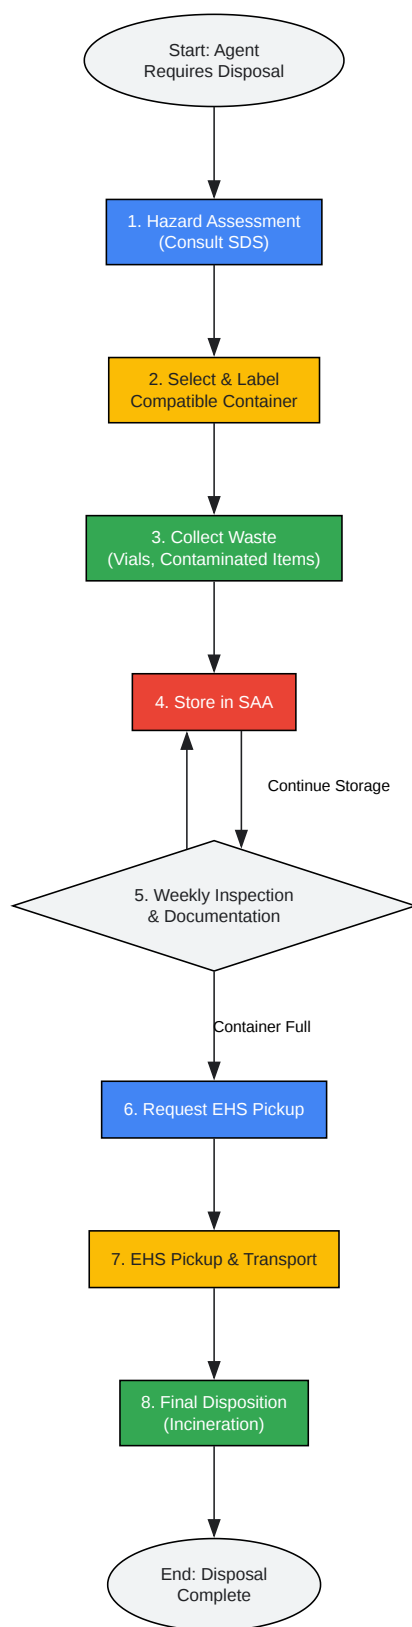 Start: Agent
Requires Disposal
1. Hazard Assessment
(Consult SDS)
2. Select & Label
Compatible Container
3. Collect Waste
(Vials, Contaminated Items)
4. Store in SAA
Continue Storage
5. Weekly Inspection
& Documentation
Container Full
6. Request EHS Pickup
7. EHS Pickup & Transport
8. Final Disposition
(Incineration)
End: Disposal
Complete